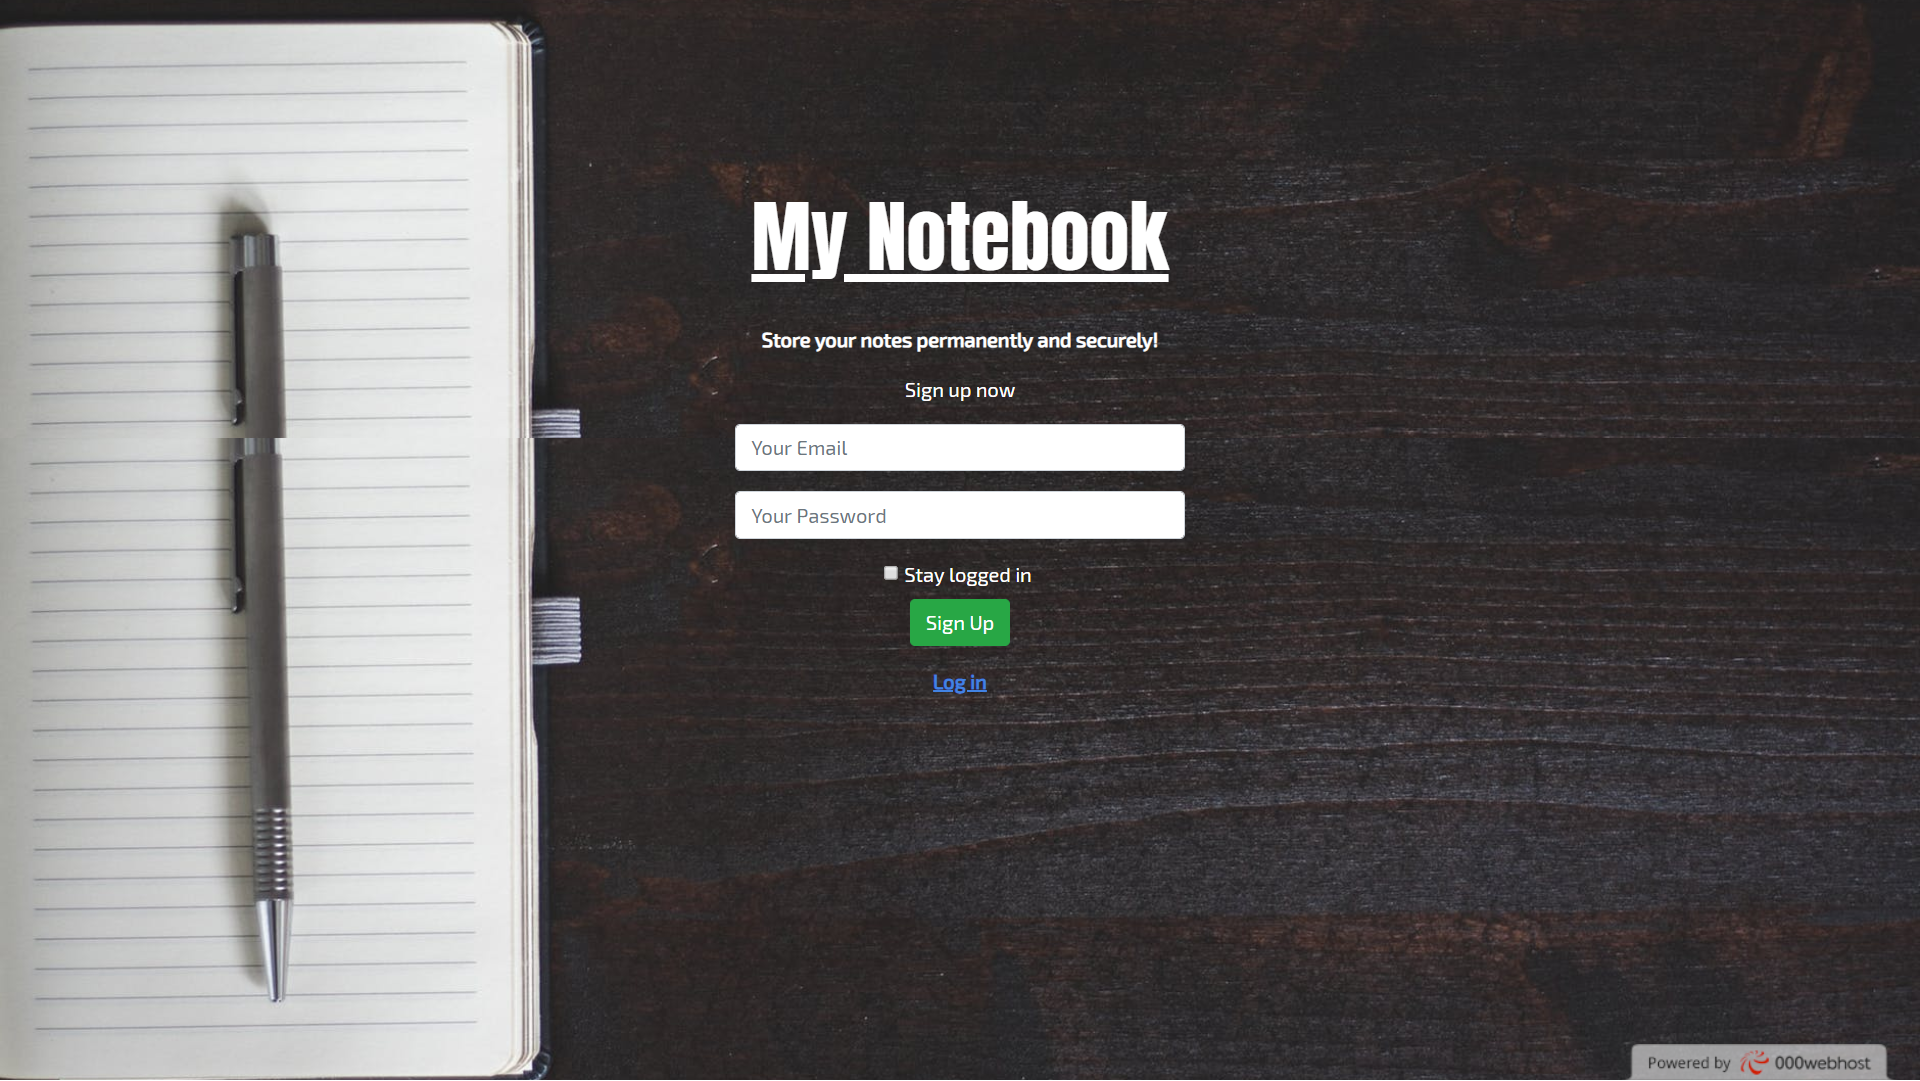 My Notebook
Store your notes permanently and securely!
Sign up now
Your Email
Your Password
Stay logged in
Sign Up
Log in
Powered by 000webhost